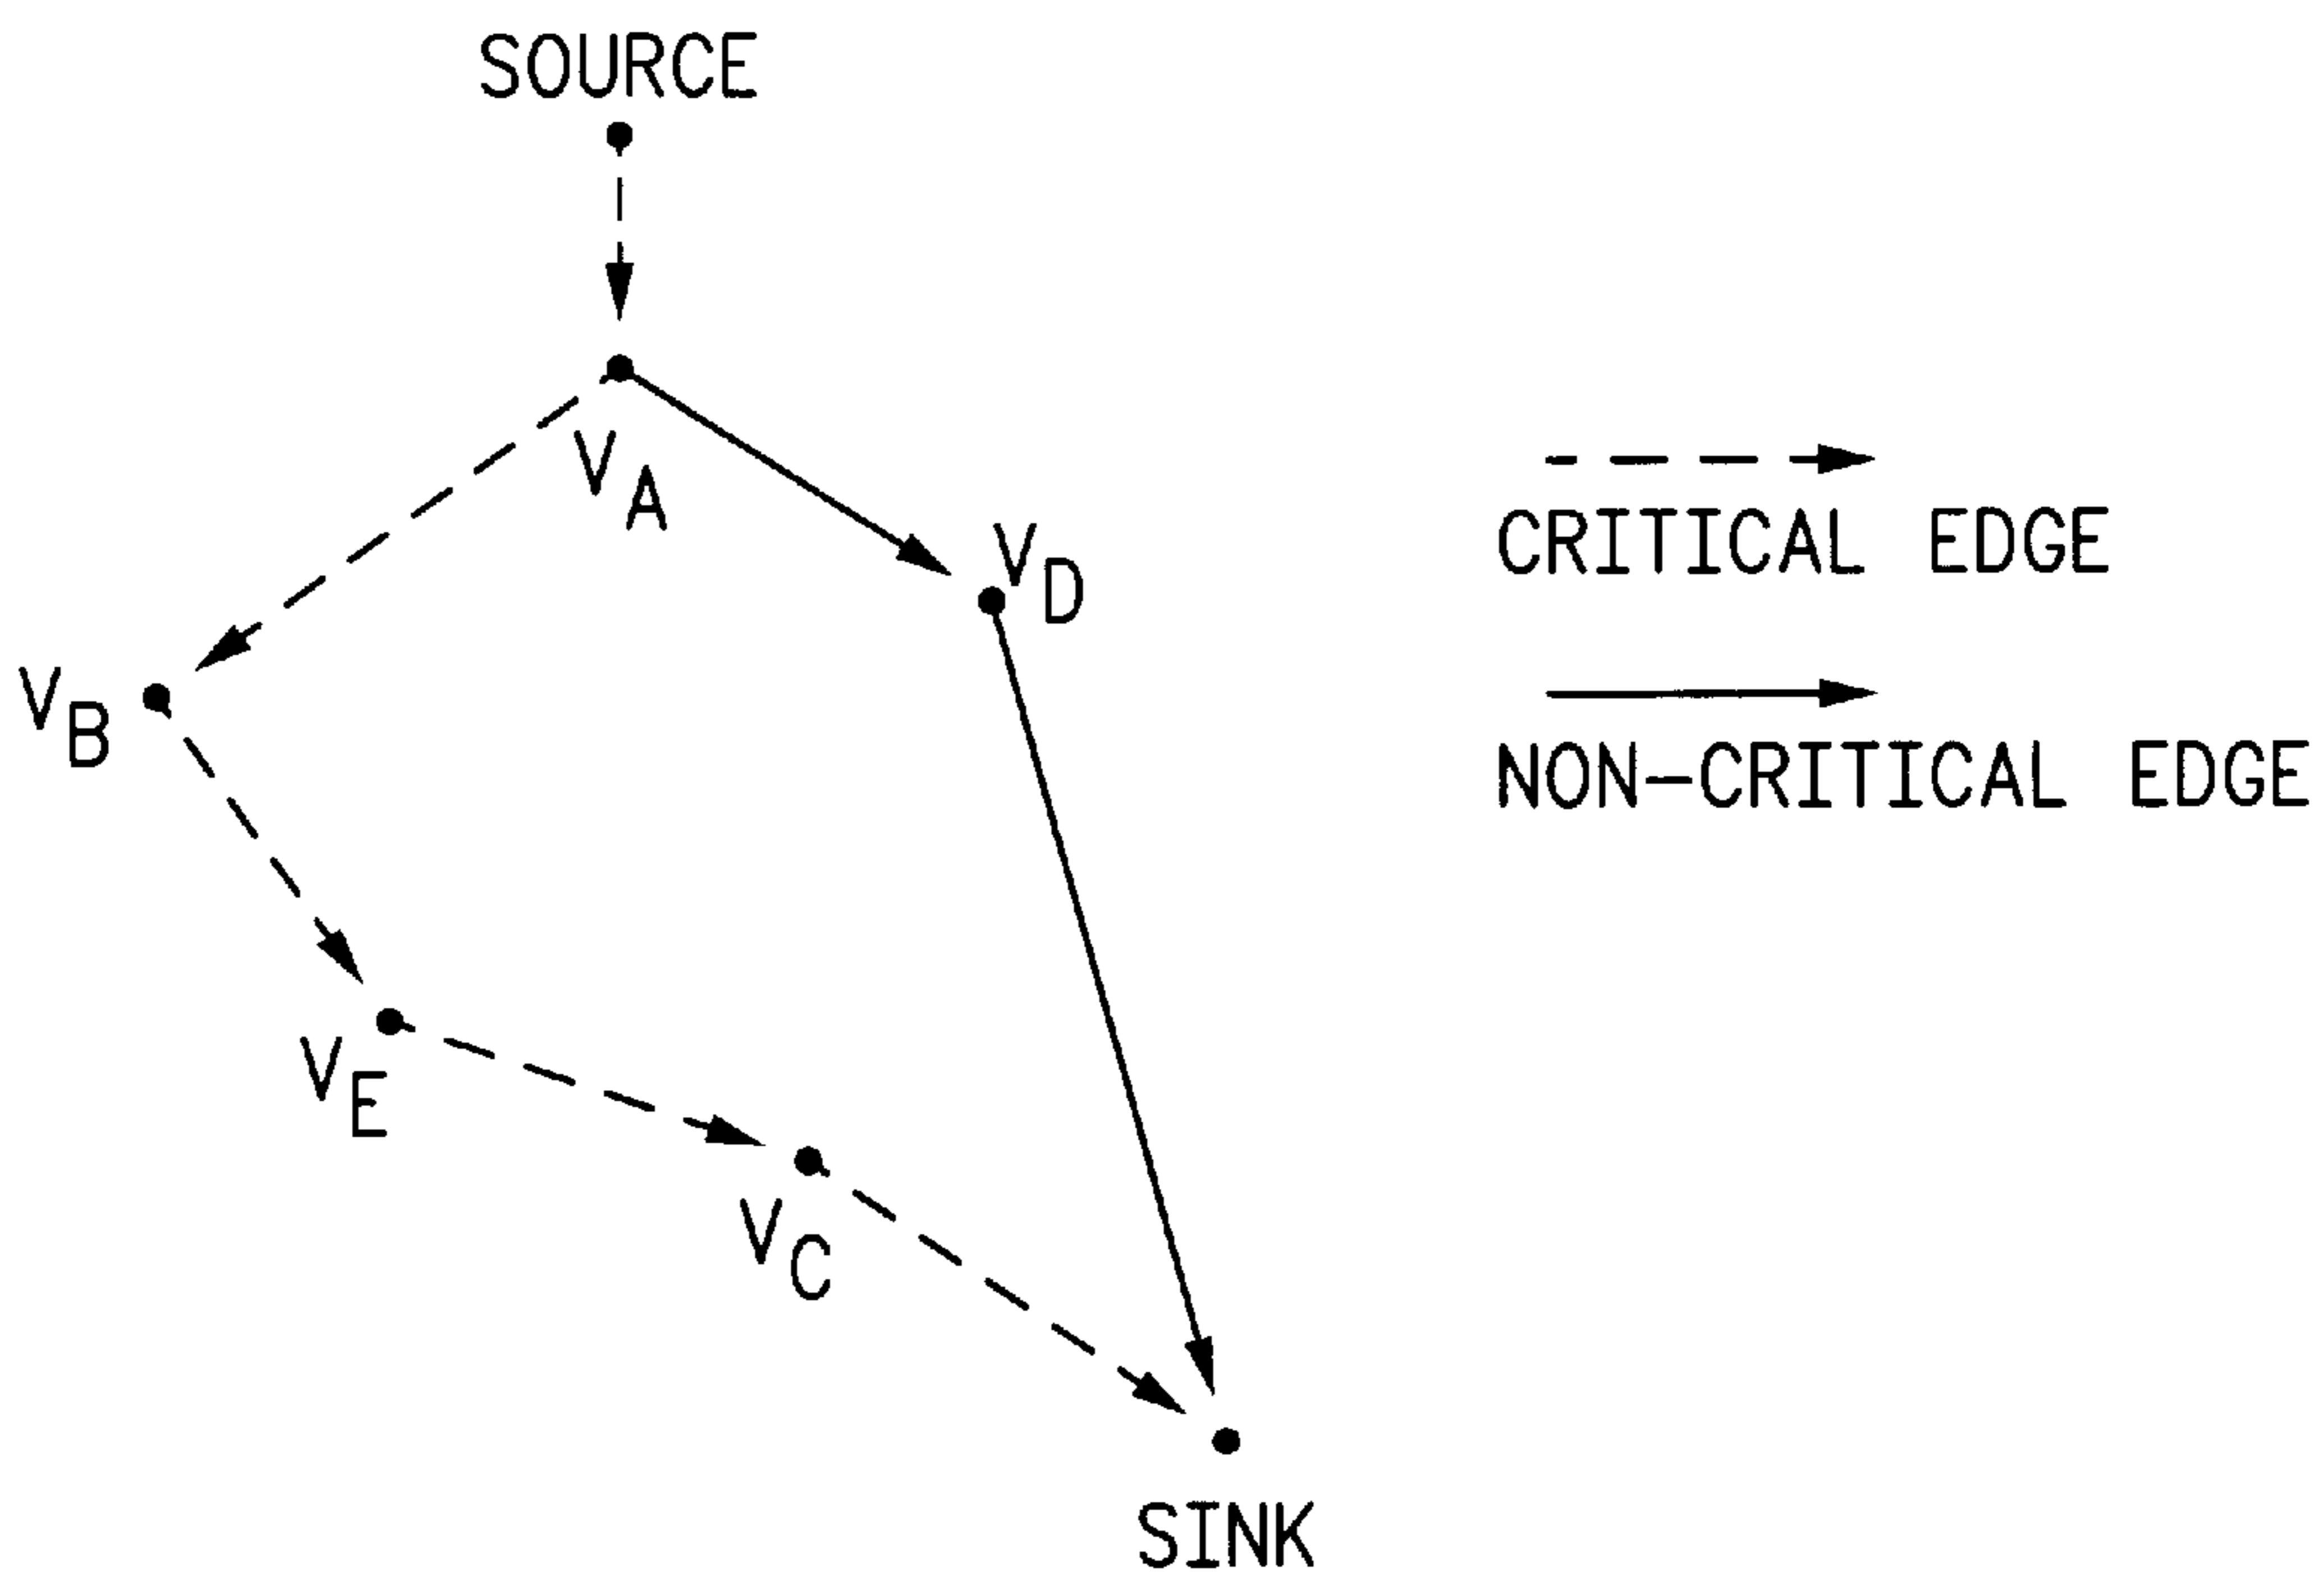 SOURCE
VA
VD
CRITICAL EDGE
VB
NON-CRITICAL EDGE
VE
VC
SINK